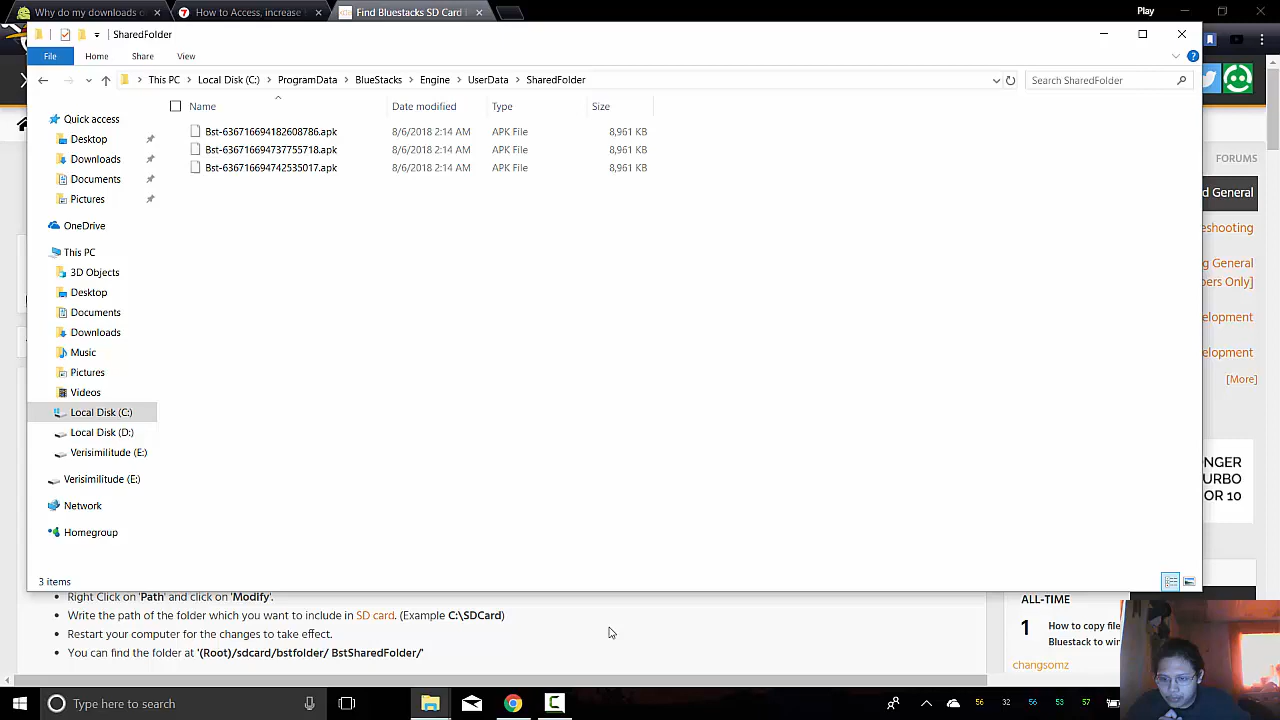 Why do my downloads o
How to Access, increase
Find Bluestacks SD Card
Play
SharedFolder
File Home Share View
This PC Local Disk (C:) ProgramData BlueStacks Engine UserData SharedFolder
Search SharedFolder
Name Date modified Type Size
Bst-636716694182608786.apk 8/6/2018 2:14 AM APK File 8,961 KB
Bst-636716694737755718.apk 8/6/2018 2:14 AM APK File 8,961 KB
Bst-636716694742535017.apk 8/6/2018 2:14 AM APK File 8,961 KB
Quick access
Desktop
Downloads
Documents
Pictures
OneDrive
This PC
3D Objects
Desktop
Documents
Downloads
Music
Pictures
Videos
Local Disk (C:)
Local Disk (D:)
Verisimilitude (E:)
Verisimilitude (E:)
Network
Homegroup
3 items
FORUMS
d General
eshooting
g General
pers Only]
elopment
elopment
[More]
NGER
URBO
OR 10
Right Click on 'Path' and click on 'Modify'.
Write the path of the folder which you want to include in SD card. (Example C:\SDCard)
Restart your computer for the changes to take effect.
You can find the folder at '(Root)/sdcard/bstfolder/ BstSharedFolder/'
ALL-TIME
1 How to copy file
Bluestack to win
changsomz
Type here to search
56 32 56 53 57